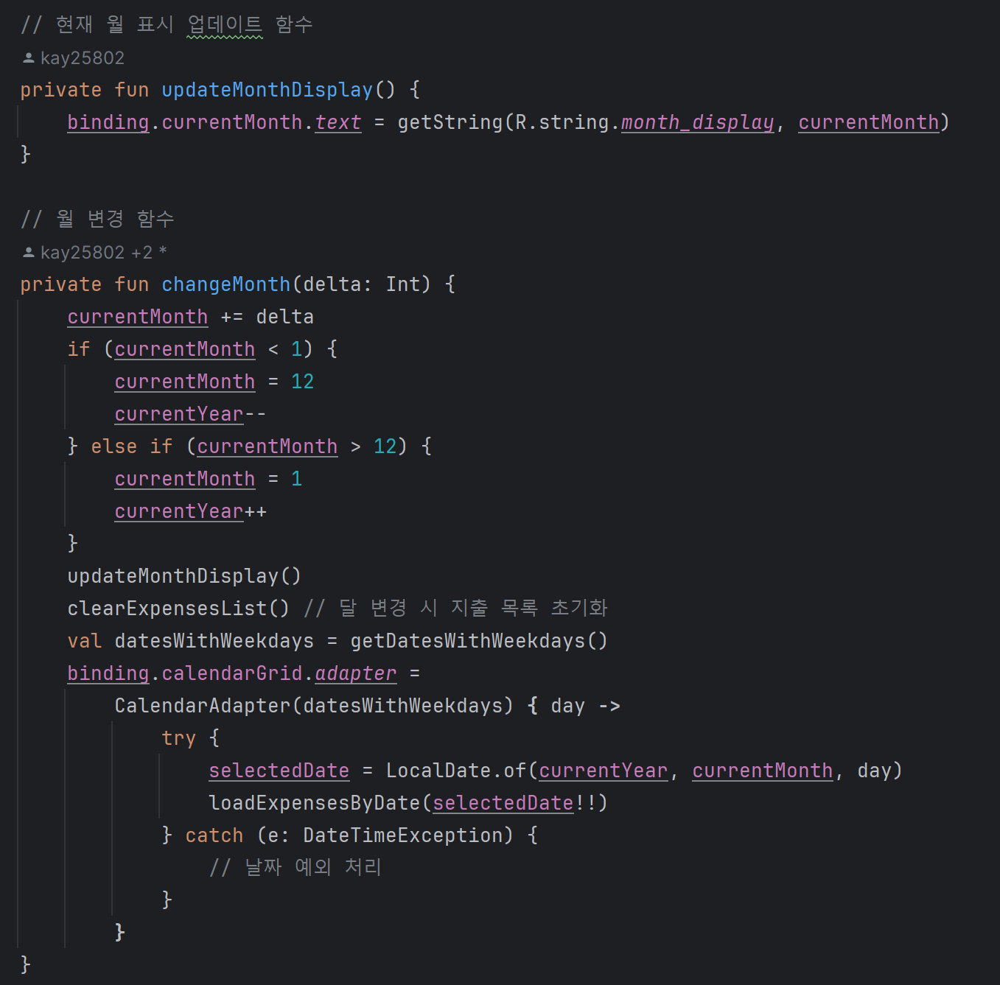 // 현재 월 표시 업데이트 함수
kay25802
private fun updateMonthDisplay() {
    binding.currentMonth.text = getString(R.string.month_display, currentMonth)
}
// 월 변경 함수
kay25802 +2 *
private fun changeMonth(delta: Int) {
    currentMonth += delta
    if (currentMonth < 1) {
        currentMonth = 12
        currentYear--
    } else if (currentMonth > 12) {
        currentMonth = 1
        currentYear++
    }
    updateMonthDisplay()
    clearExpensesList() // 달 변경 시 지출 목록 초기화
    val datesWithWeekdays = getDatesWithWeekdays()
    binding.calendarGrid.adapter =
        CalendarAdapter(datesWithWeekdays) { day ->
            try {
                selectedDate = LocalDate.of(currentYear, currentMonth, day)
                loadExpensesByDate(selectedDate!!)
            } catch (e: DateTimeException) {
                // 날짜 예외 처리
            }
        }
}